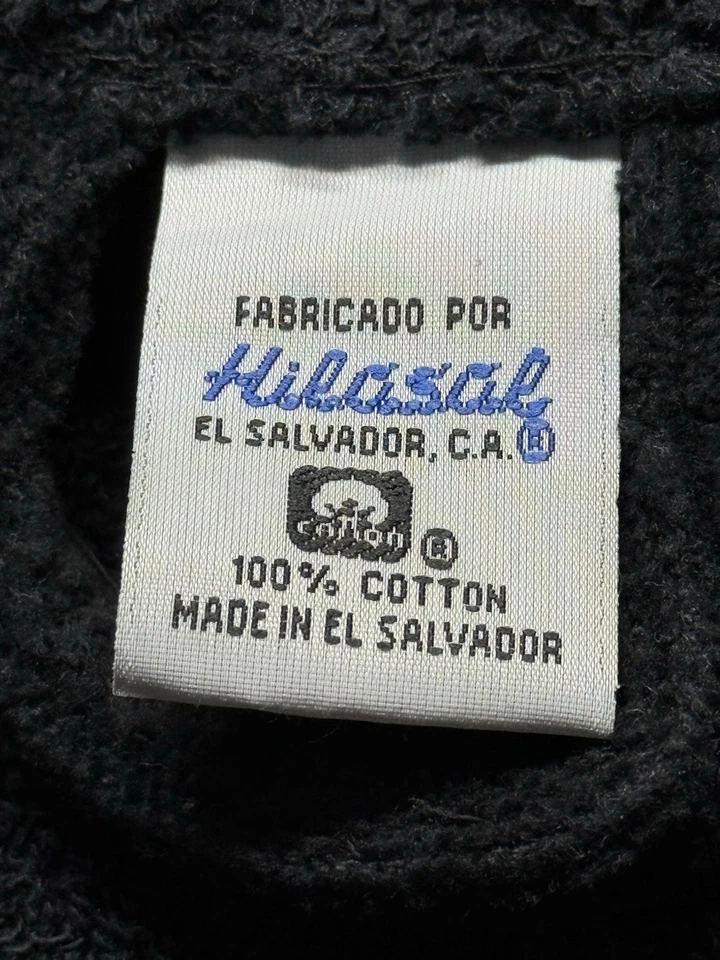 FABRICADO POR
Hilasal
EL SALVADOR, C.A.®
cotton ®
100% COTTON
MADE IN EL SALVADOR